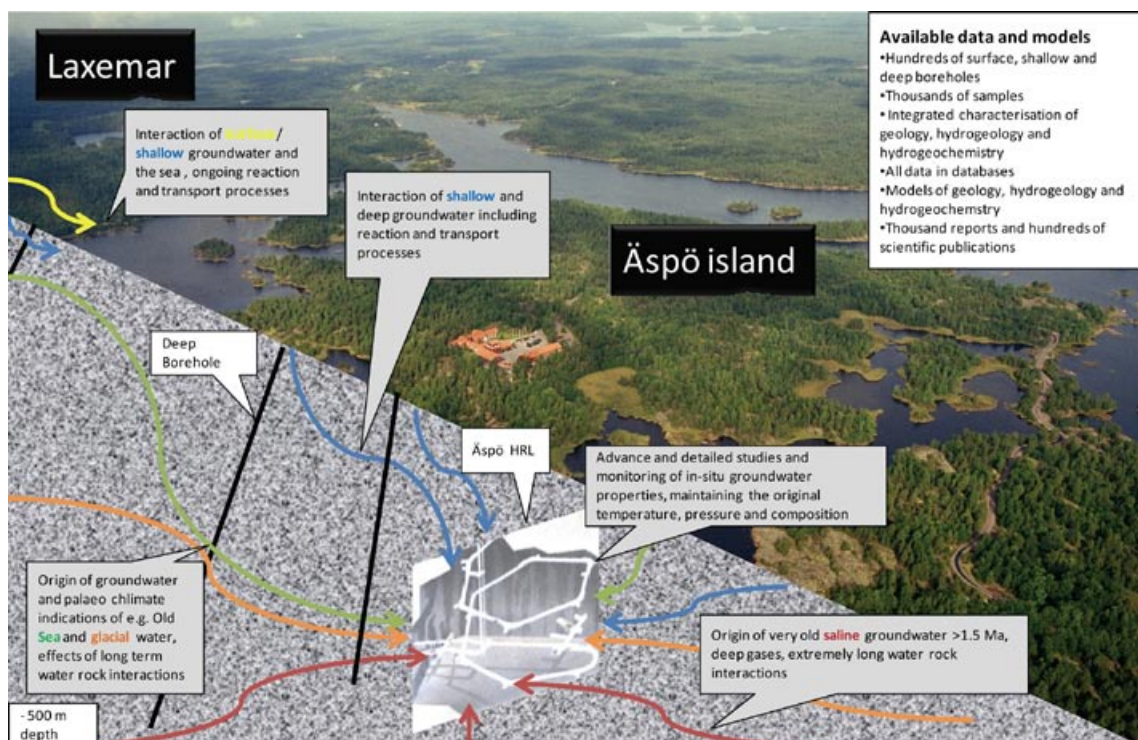 Laxemar
Available data and models
•Hundreds of surface, shallow and
deep boreholes
•Thousands of samples
• Integrated characterisation of
geology, hydrogeology and
hydrogeochemistry
•All data in databases
•Models of geology, hydrogeology and
hydrogeochemstry
•Thousand reports and hundreds of
scientific publications
Interaction of surface/
shallow groundwater and
the sea , ongoing reaction
and transport processes
Interaction of shallow and
deep groundwater including
reaction and transport
processes
Äspö island
Deep
Borehole
Äspö HRL
Advance and detailed studies and
monitoring of in-situ groundwater
properties, maintaining the original
temperature, pressure and composition
Origin of groundwater
and palaeo chlimate
indications of e.g. Old
Sea and glacial water,
effects of long term
water rock interactions
Origin of very old saline groundwater >1.5 Ma,
deep gases, extremely long water rock
interactions
- 500 m
depth